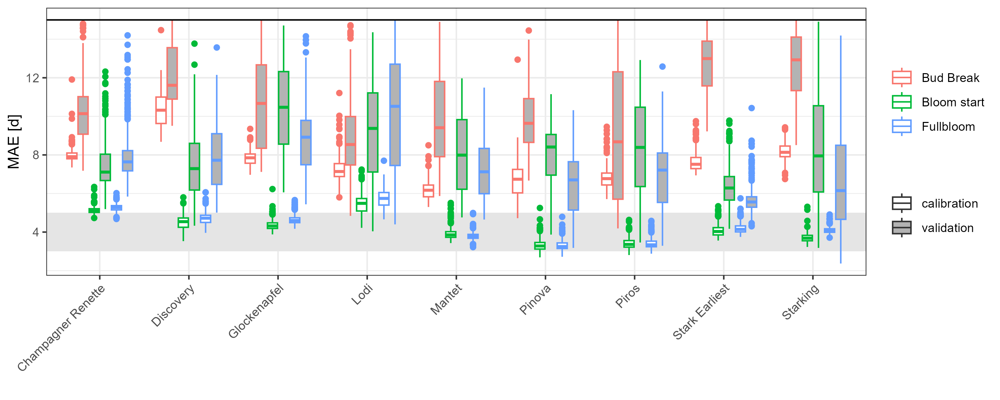 MAE [d]
12
8
4
Champagner Renette
Discovery
Glockenapfel
Lodi
Mantet
Pinova
Piros
Stark Earliest
Starking
Bud Break
Bloom start
Fullbloom
calibration
validation